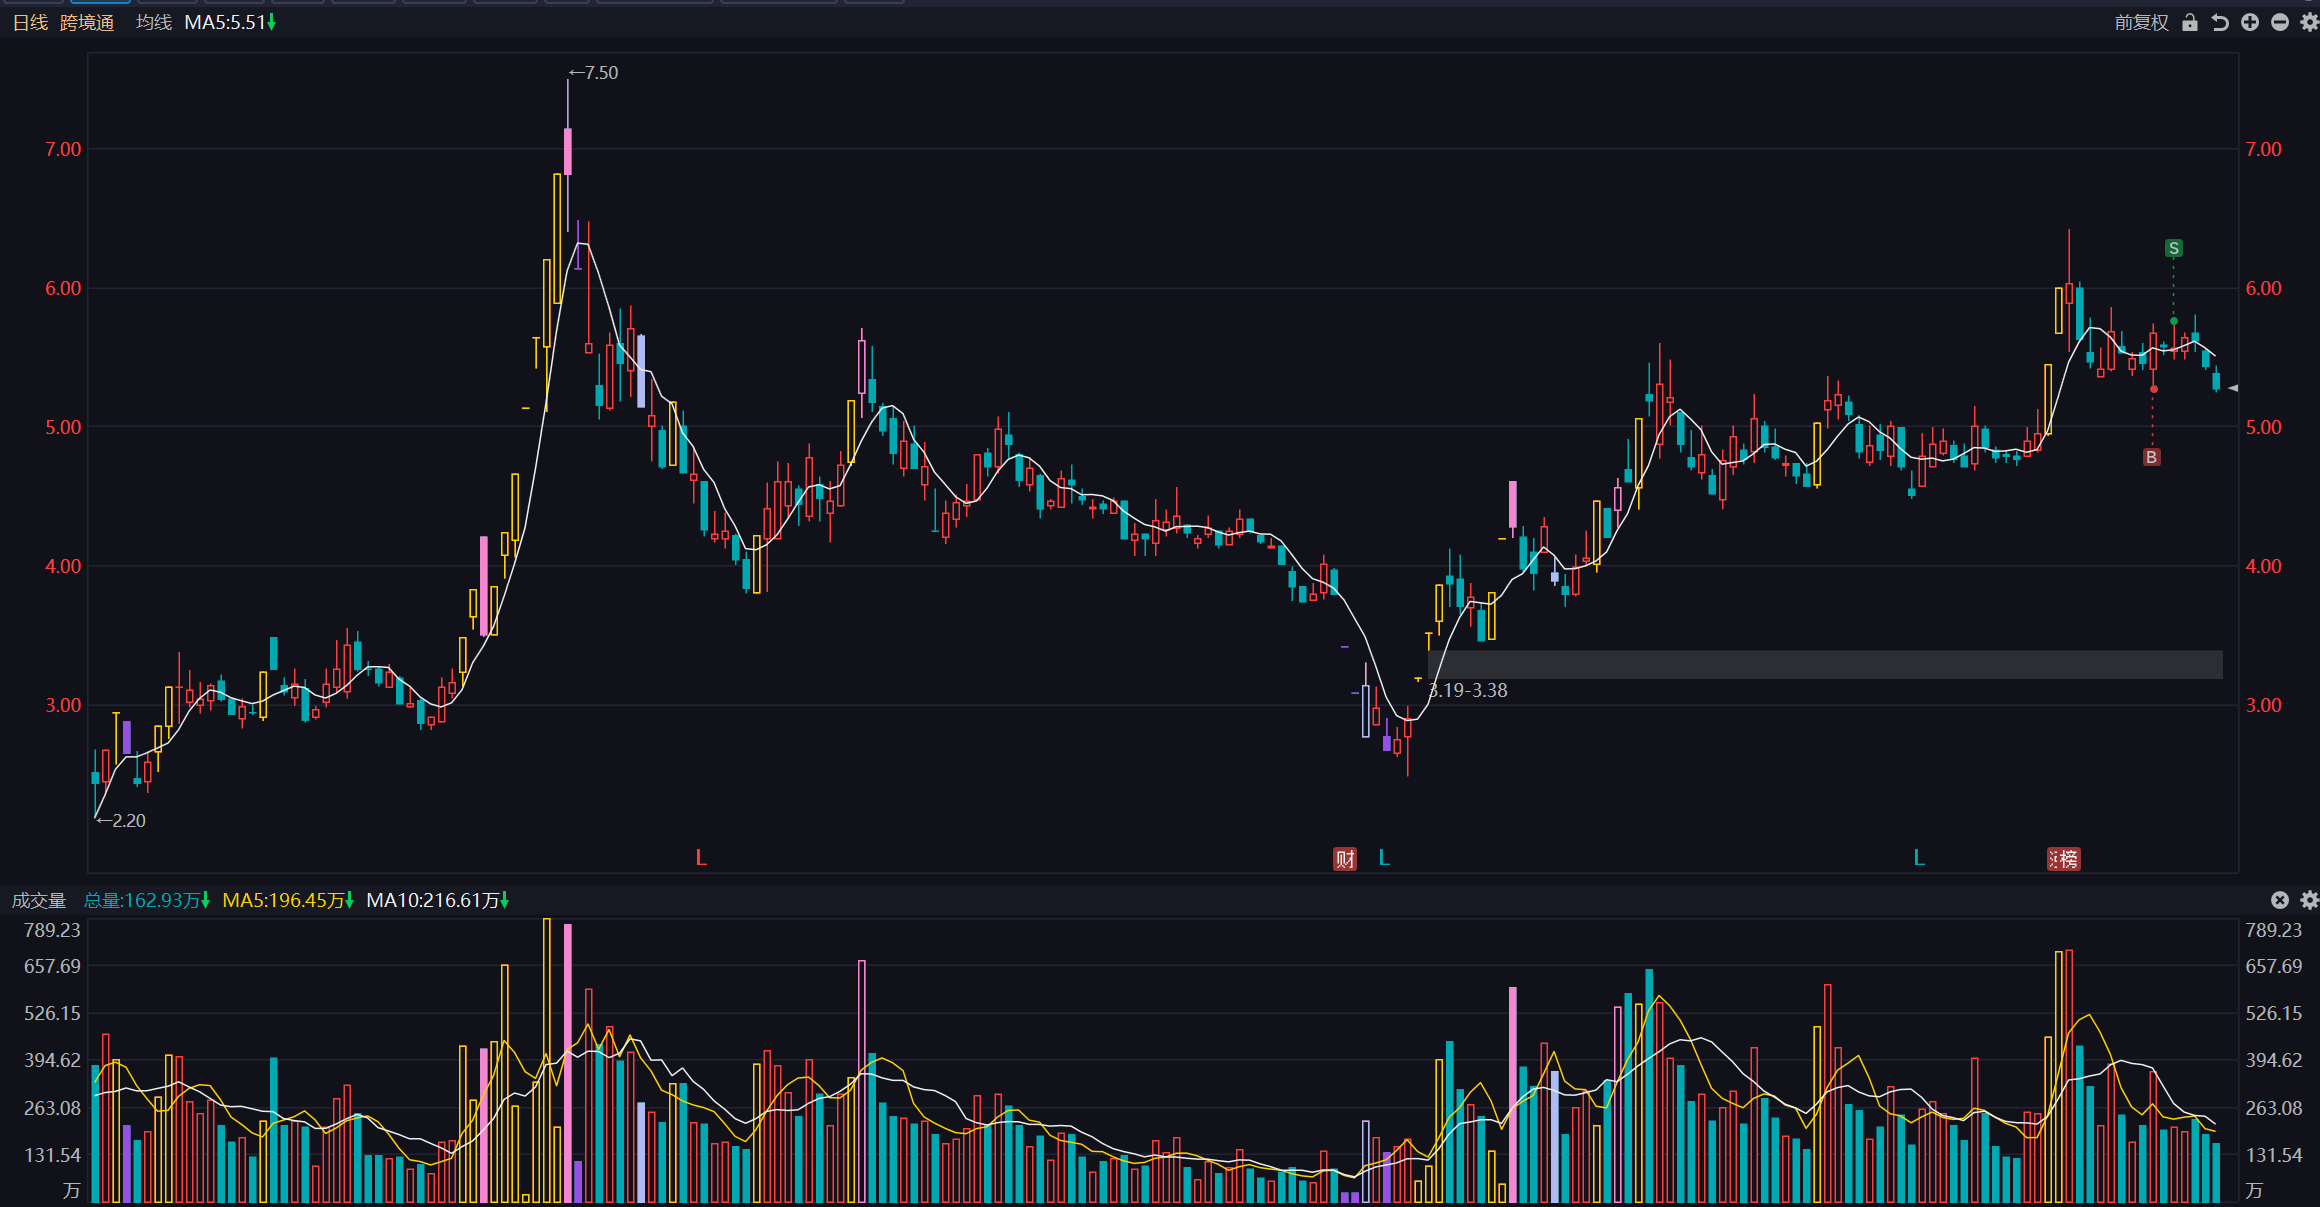 日线 跨境通 均线 MA5:5.51 前复权
←7.50
7.00 7.00
S
6.00 6.00
5.00 5.00
B
4.00 4.00
3.19-3.38
3.00 3.00
←2.20
L 财 L L 榜
成交量 总量:162.93万 MA5:196.45万 MA10:216.61万
789.23 789.23
657.69 657.69
526.15 526.15
394.62 394.62
263.08 263.08
131.54 131.54
万 万